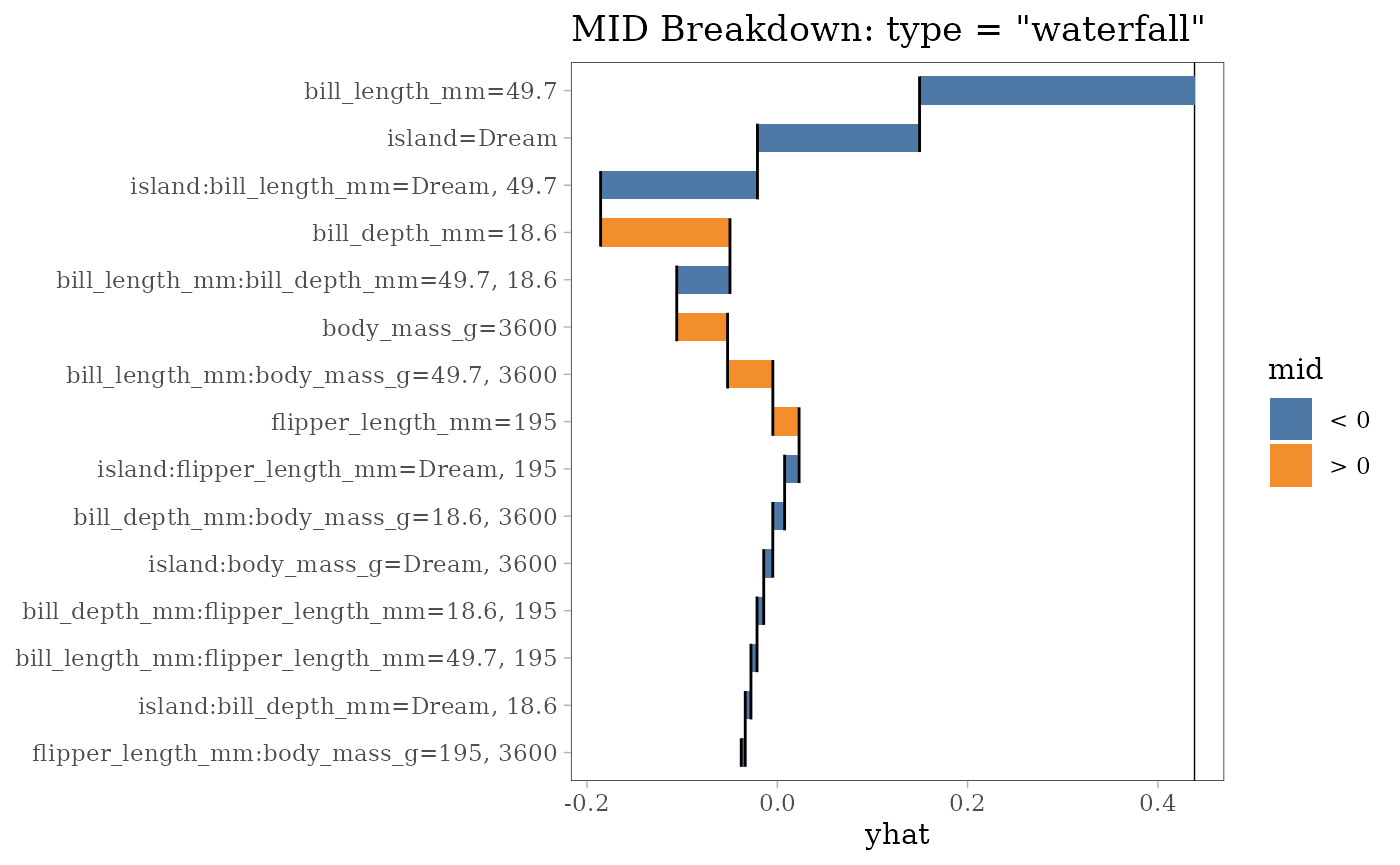 MID Breakdown: type = "waterfall"
bill_length_mm=49.7
island=Dream
island:bill_length_mm=Dream, 49.7
bill_depth_mm=18.6
bill_length_mm:bill_depth_mm=49.7, 18.6
body_mass_g=3600
bill_length_mm:body_mass_g=49.7, 3600
flipper_length_mm=195
island:flipper_length_mm=Dream, 195
bill_depth_mm:body_mass_g=18.6, 3600
island:body_mass_g=Dream, 3600
bill_depth_mm:flipper_length_mm=18.6, 195
bill_length_mm:flipper_length_mm=49.7, 195
island:bill_depth_mm=Dream, 18.6
flipper_length_mm:body_mass_g=195, 3600
-0.2 0.0 0.2 0.4
yhat
mid
< 0
> 0